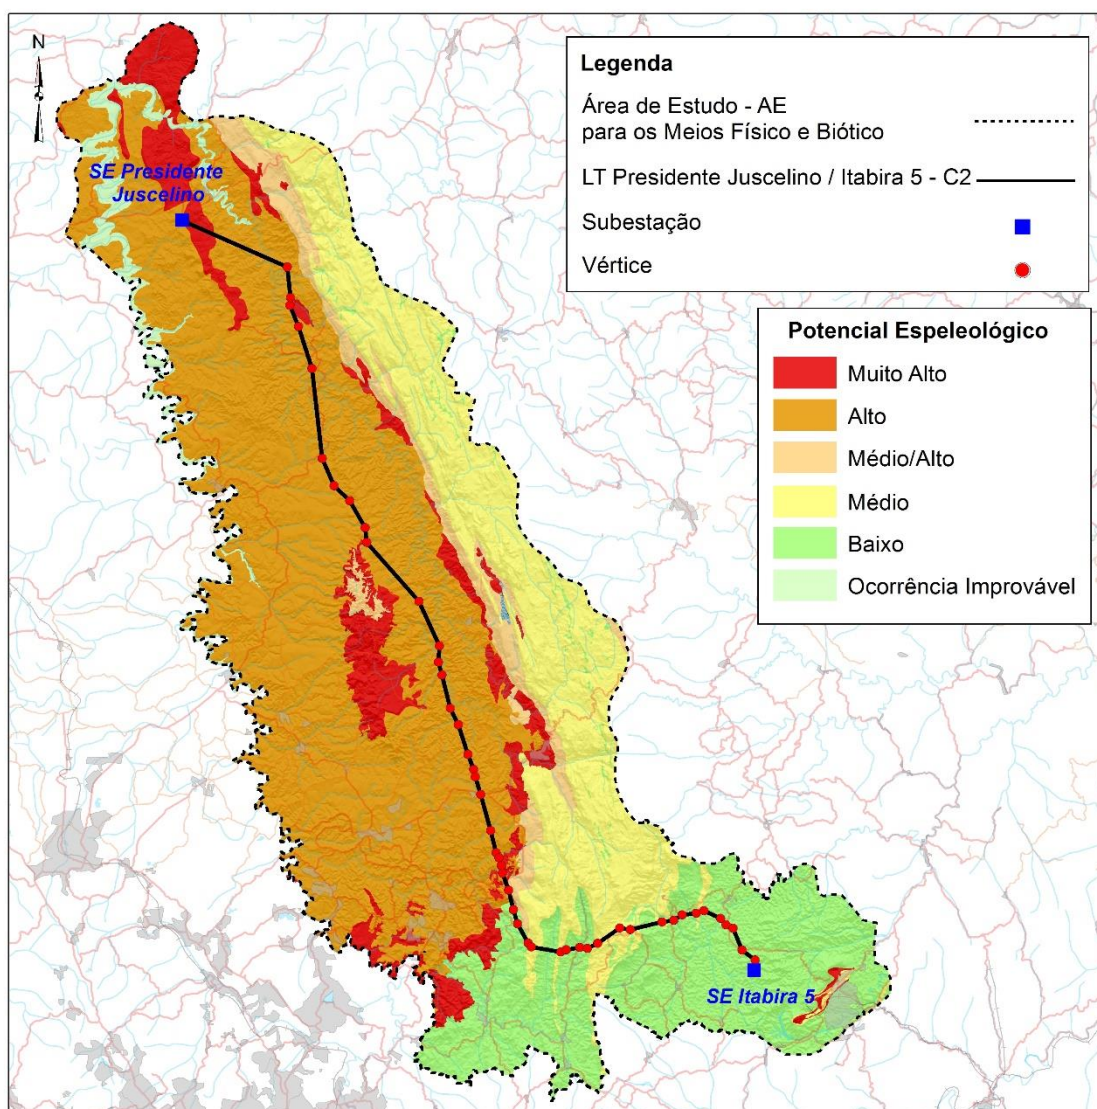 N
Legenda
Área de Estudo - AE
para os Meios Físico e Biótico
LT Presidente Juscelino / Itabira 5 - C2
Subestação
Vértice
Potencial Espeleológico
Muito Alto
Alto
Médio/Alto
Médio
Baixo
Ocorrência Improvável
SE Presidente
Juscelino
SE Itabira 5